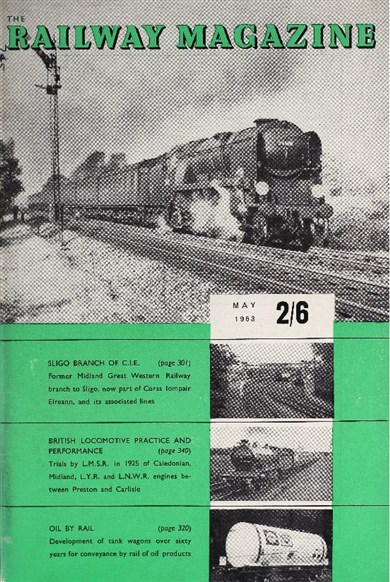 THE
RAILWAY MAGAZINE
MAY
1963
2/6
SLIGO BRANCH OF C.I.E. (page 301)
Former Midland Great Western Railway
branch to Sligo, now part of Coras Iompair
Eireann, and its associated lines
BRITISH LOCOMOTIVE PRACTICE AND
PERFORMANCE (page 340)
Trials by L.M.S.R. in 1925 of Caledonian,
Midland, L.Y.R. and L.N.W.R. engines be-
tween Preston and Carlisle
OIL BY RAIL (page 320)
Development of tank wagons over sixty
years for conveyance by rail of oil products